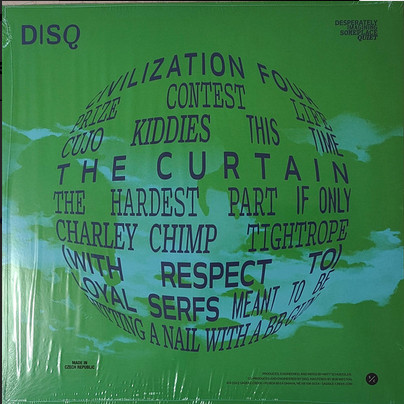 DISQ
DESPERATELY
IMAGINING
SOMEPLACE
QUIET
CIVILIZATION FOUR
PRIZE CONTEST LIFE
CUJO KIDDIES THIS TIME
THE CURTAIN
THE HARDEST PART IF ONLY
CHARLEY CHIMP TIGHTROPE
(WITH RESPECT TO)
LOYAL SERFS MEANT TO BE
HITTING A NAIL WITH A BB GUN
MADE IN
CZECH REPUBLIC